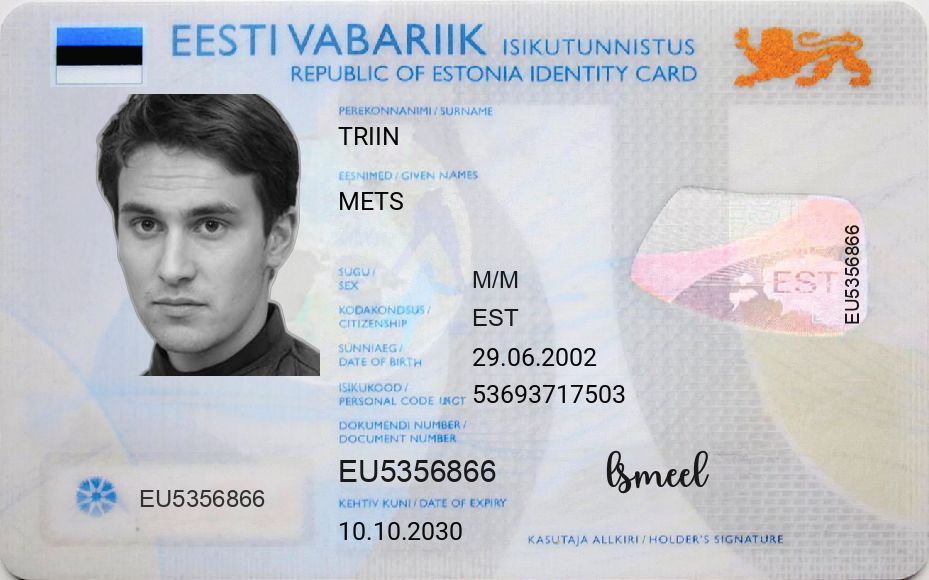 EESTI VABARIIK ISIKUTUNNISTUS
REPUBLIC OF ESTONIA IDENTITY CARD
PEREKONNANIMI / SURNAME
TRIIN
EESNIMED / GIVEN NAMES
METS
SUGU /
SEX
M/M
KODAKONDSUS /
CITIZENSHIP
EST
SÜNNIAEG /
DATE OF BIRTH
29.06.2002
ISIKUKOOD /
PERSONAL CODE
53693717503
DOKUMENDI NUMBER /
DOCUMENT NUMBER
EU5356866
KEHTIV KUNI / DATE OF EXPIRY
10.10.2030
EU5356866
EST
EU5356866
KASUTAJA ALLKIRI / HOLDER'S SIGNATURE